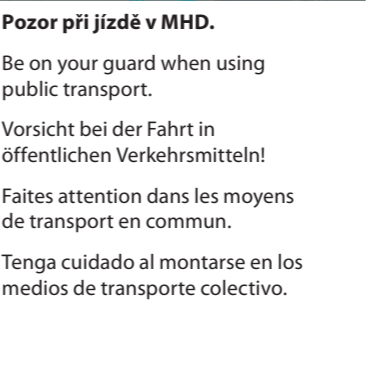 Pozor při jízdě v MHD.
Be on your guard when using
public transport.
Vorsicht bei der Fahrt in
öffentlichen Verkehrsmitteln!
Faites attention dans les moyens
de transport en commun.
Tenga cuidado al montarse en los
medios de transporte colectivo.